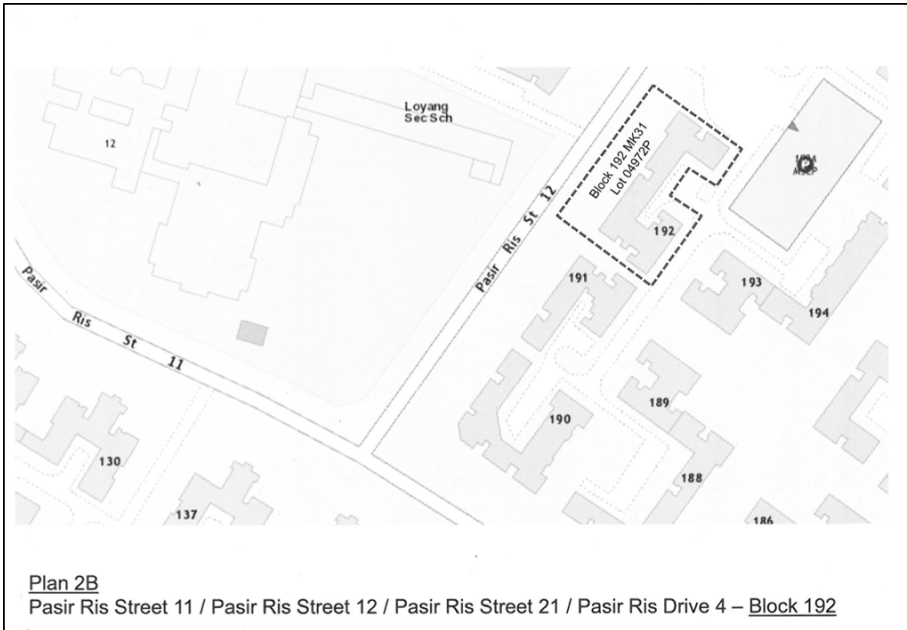 Loyang
Sec Sch
12
Block 192 MK31
Lot 04972P
P
192
Pasir Ris St 12
191
193
194
Pasir Ris St 11
190
189
130
188
137
186
Plan 2B
Pasir Ris Street 11 / Pasir Ris Street 12 / Pasir Ris Street 21 / Pasir Ris Drive 4 – Block 192